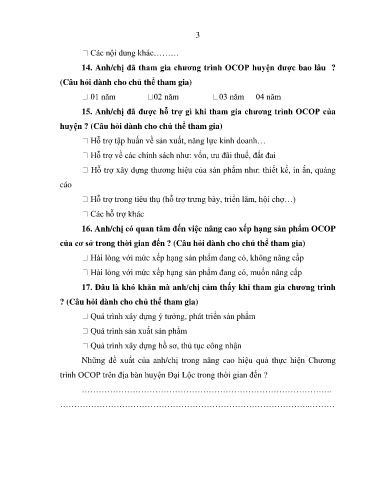 3
□ Các nội dung khác………
14. Anh/chị đã tham gia chương trình OCOP huyện được bao lâu ?
(Câu hỏi dành cho chủ thể tham gia)
□ 01 năm □02 năm □03 năm 04 năm
15. Anh/chị đã được hỗ trợ gì khi tham gia chương trình OCOP của
huyện ? (Câu hỏi dành cho chủ thể tham gia)
□ Hỗ trợ tập huấn về sản xuất, năng lực kinh doanh…
□ Hỗ trợ về các chính sách như: vốn, ưu đãi thuế, đất đai
□ Hỗ trợ xây dựng thương hiệu của sản phẩm như: thiết kế, in ấn, quảng
cáo
□ Hỗ trợ trong tiêu thụ (hỗ trợ trưng bày, triển lãm, hội chợ…)
□ Các hỗ trợ khác
16. Anh/chị có quan tâm đến việc nâng cao xếp hạng sản phẩm OCOP
của cơ sở trong thời gian đến ? (Câu hỏi dành cho chủ thể tham gia)
□ Hài lòng với mức xếp hạng sản phẩm đang có, không nâng cấp
□ Hài lòng với mức xếp hạng sản phẩm đang có, muốn nâng cấp
17. Đâu là khó khăn mà anh/chị cảm thấy khi tham gia chương trình
? (Câu hỏi dành cho chủ thể tham gia)
□ Quá trình xây dựng ý tưởng, phát triển sản phẩm
□ Quá trình sản xuất sản phẩm
□ Quá trình xây dựng hồ sơ, thủ tục công nhận
Những đề xuất của anh/chị trong nâng cao hiệu quả thực hiện Chương
trình OCOP trên địa bàn huyện Đại Lộc trong thời gian đến ?
…………………………………………………………………………
………………………………………………………………………………